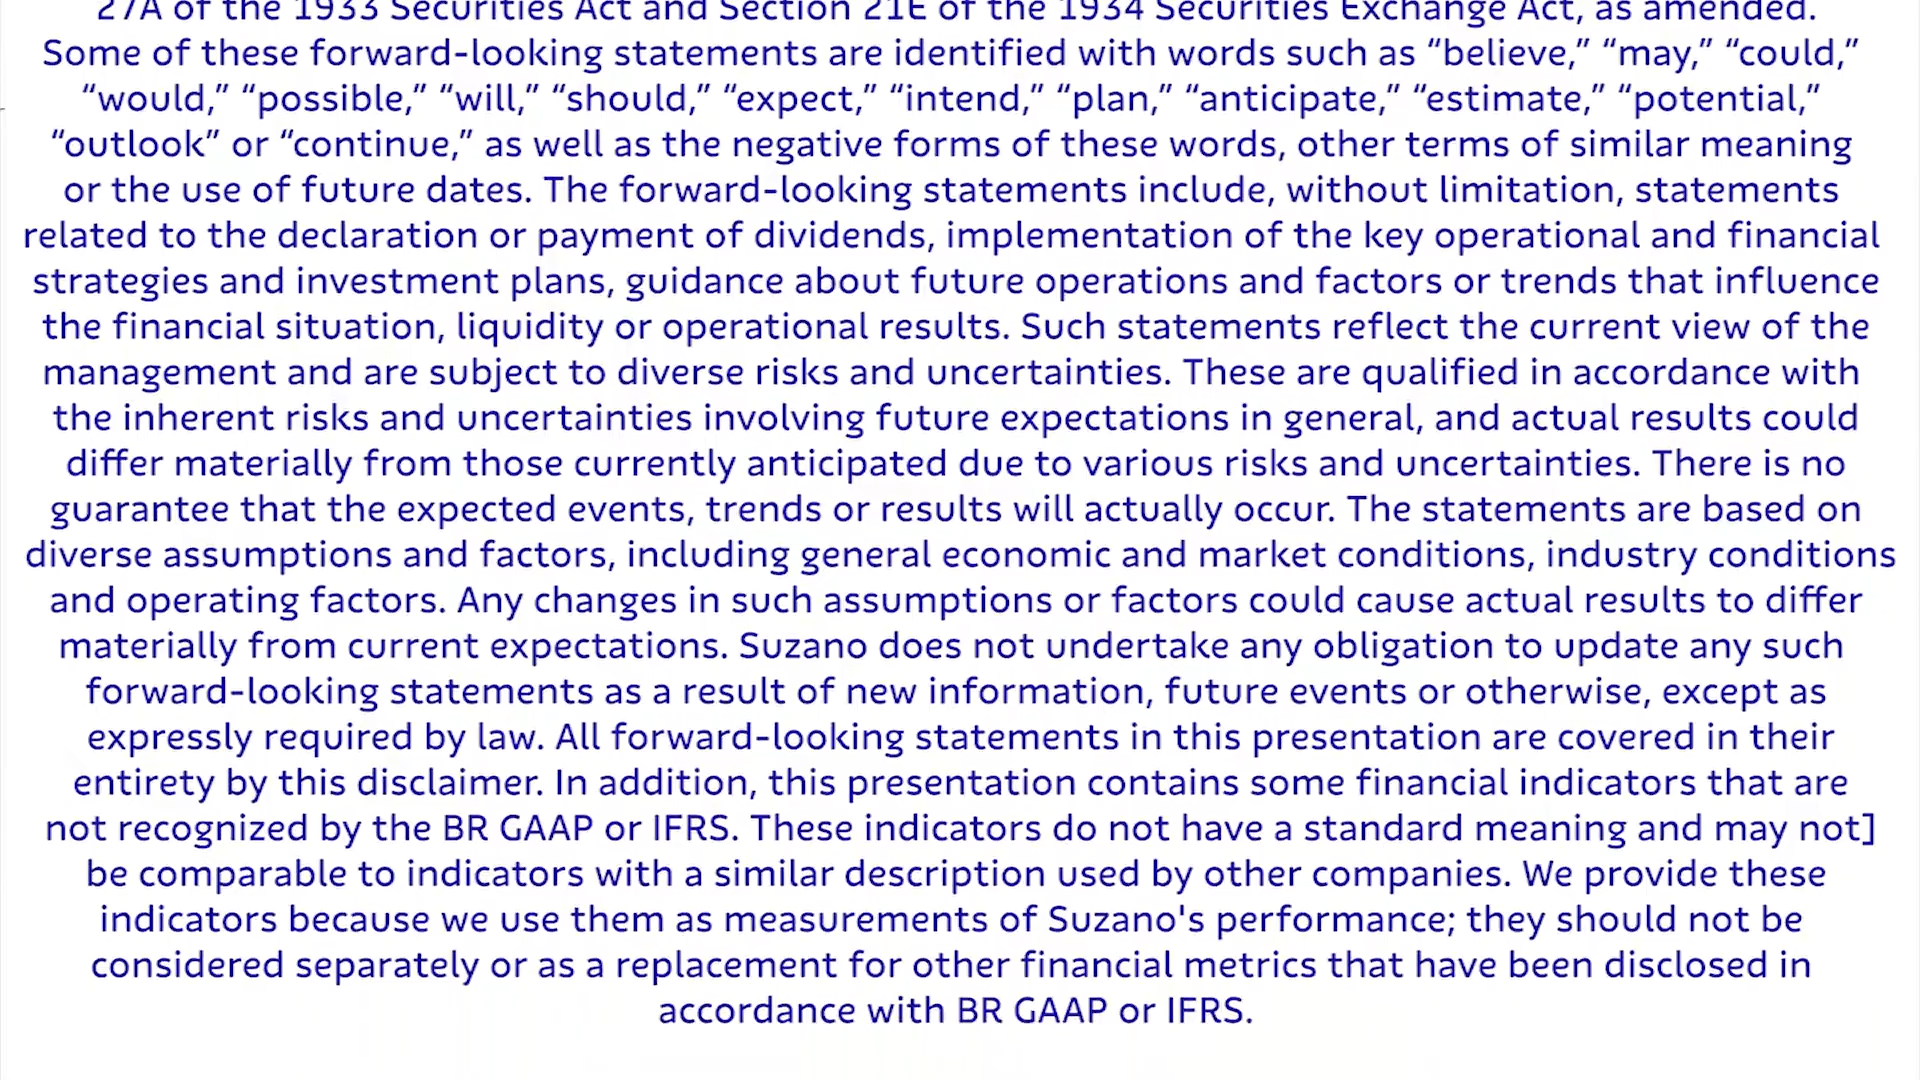 27A of the 1933 Securities Act and Section 21E of the 1934 Securities Exchange Act, as amended.
Some of these forward-looking statements are identified with words such as “believe,” “may,” “could,”
“would,” “possible,” “will,” “should,” “expect,” “intend,” “plan,” “anticipate,” “estimate,” “potential,”
“outlook” or “continue,” as well as the negative forms of these words, other terms of similar meaning
or the use of future dates. The forward-looking statements include, without limitation, statements
related to the declaration or payment of dividends, implementation of the key operational and financial
strategies and investment plans, guidance about future operations and factors or trends that influence
the financial situation, liquidity or operational results. Such statements reflect the current view of the
management and are subject to diverse risks and uncertainties. These are qualified in accordance with
the inherent risks and uncertainties involving future expectations in general, and actual results could
differ materially from those currently anticipated due to various risks and uncertainties. There is no
guarantee that the expected events, trends or results will actually occur. The statements are based on
diverse assumptions and factors, including general economic and market conditions, industry conditions
and operating factors. Any changes in such assumptions or factors could cause actual results to differ
materially from current expectations. Suzano does not undertake any obligation to update any such
forward-looking statements as a result of new information, future events or otherwise, except as
expressly required by law. All forward-looking statements in this presentation are covered in their
entirety by this disclaimer. In addition, this presentation contains some financial indicators that are
not recognized by the BR GAAP or IFRS. These indicators do not have a standard meaning and may not]
be comparable to indicators with a similar description used by other companies. We provide these
indicators because we use them as measurements of Suzano's performance; they should not be
considered separately or as a replacement for other financial metrics that have been disclosed in
accordance with BR GAAP or IFRS.